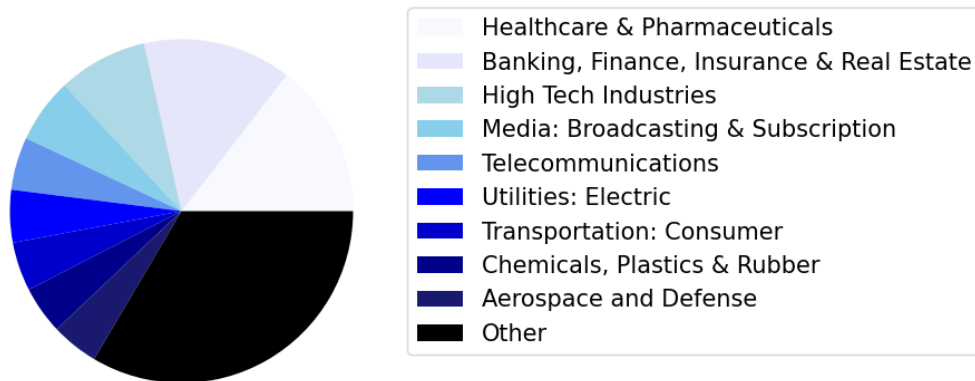 Healthcare & Pharmaceuticals
Banking, Finance, Insurance & Real Estate
High Tech Industries
Media: Broadcasting & Subscription
Telecommunications
Utilities: Electric
Transportation: Consumer
Chemicals, Plastics & Rubber
Aerospace and Defense
Other